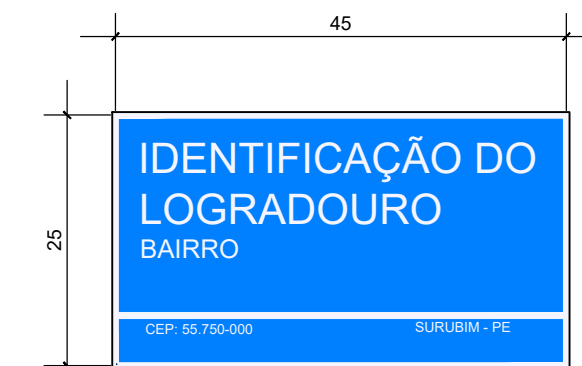 45
25
IDENTIFICAÇÃO DO
LOGRADOURO
BAIRRO
CEP: 55.750-000 SURUBIM - PE